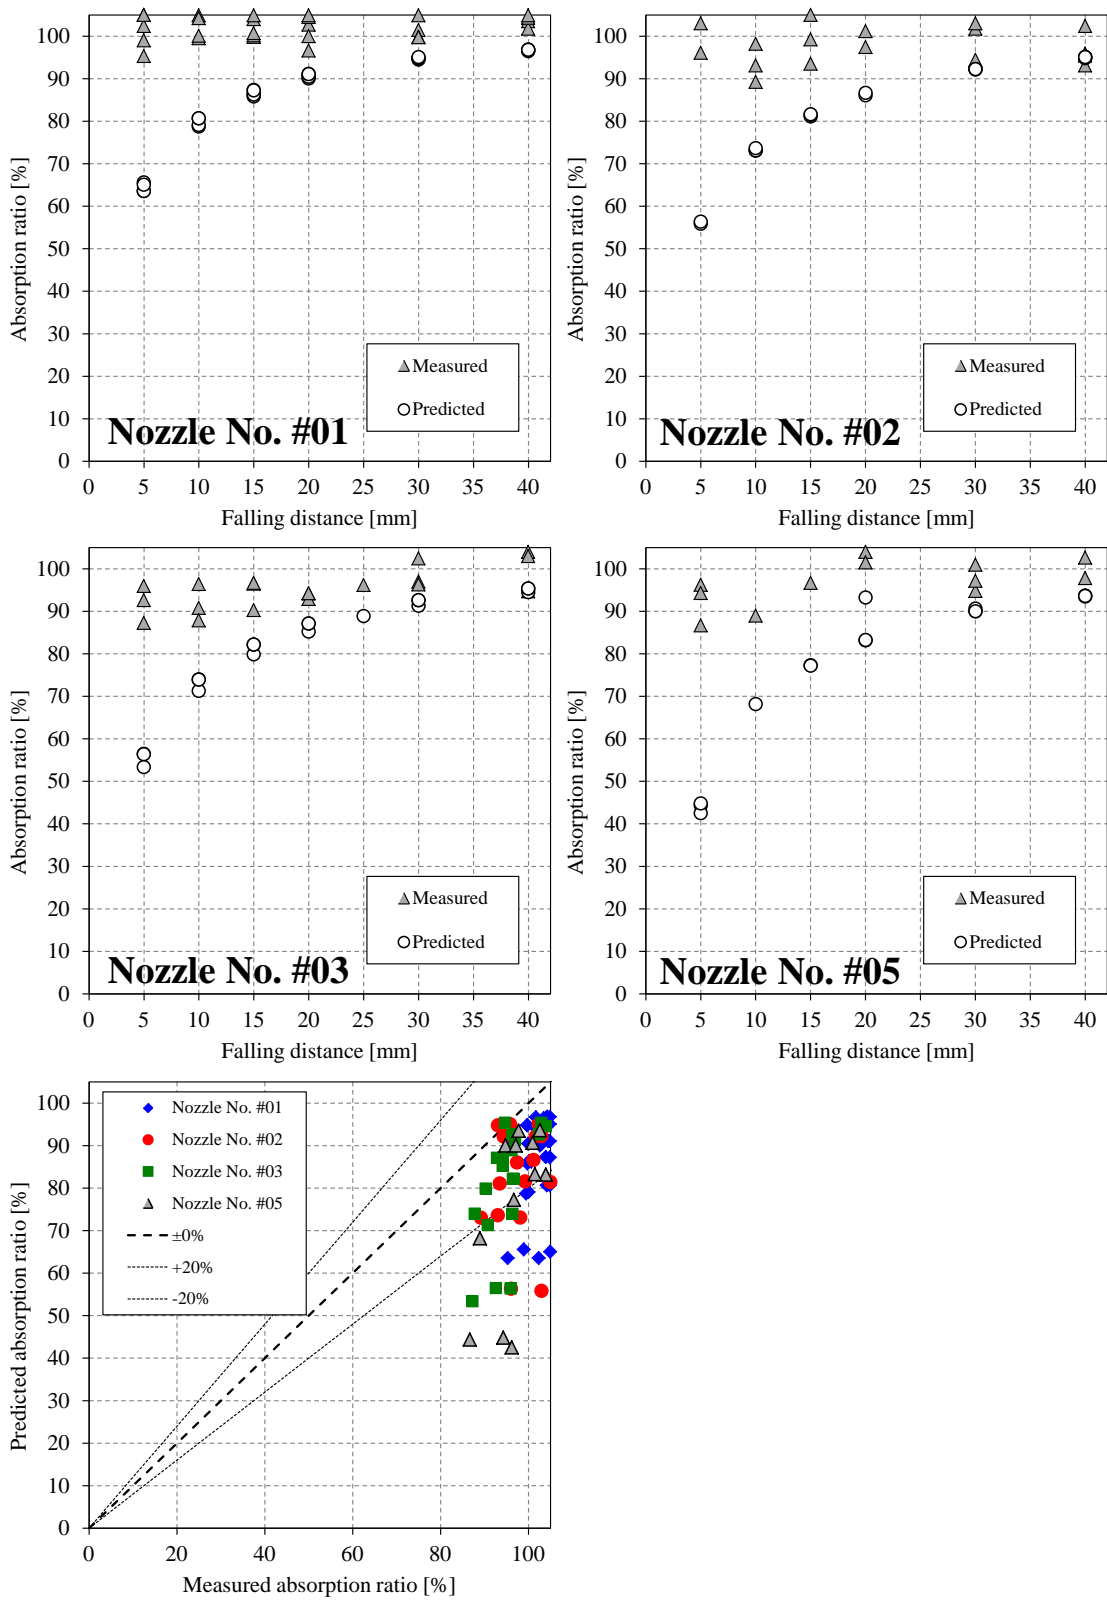 100
90
80
70
60
50
40
30
20
10
0
Absorption ratio [%]
Measured
Predicted
Nozzle No. #01
0 5 10 15 20 25 30 35 40
Falling distance [mm]
100
90
80
70
60
50
40
30
20
10
0
Absorption ratio [%]
Measured
Predicted
Nozzle No. #02
0 5 10 15 20 25 30 35 40
Falling distance [mm]
100
90
80
70
60
50
40
30
20
10
0
Absorption ratio [%]
Measured
Predicted
Nozzle No. #03
0 5 10 15 20 25 30 35 40
Falling distance [mm]
100
90
80
70
60
50
40
30
20
10
0
Absorption ratio [%]
Measured
Predicted
Nozzle No. #05
0 5 10 15 20 25 30 35 40
Falling distance [mm]
100
90
80
70
60
50
40
30
20
10
0
Predicted absorption ratio [%]
Nozzle No. #01
Nozzle No. #02
Nozzle No. #03
Nozzle No. #05
±0%
+20%
-20%
0 20 40 60 80 100
Measured absorption ratio [%]